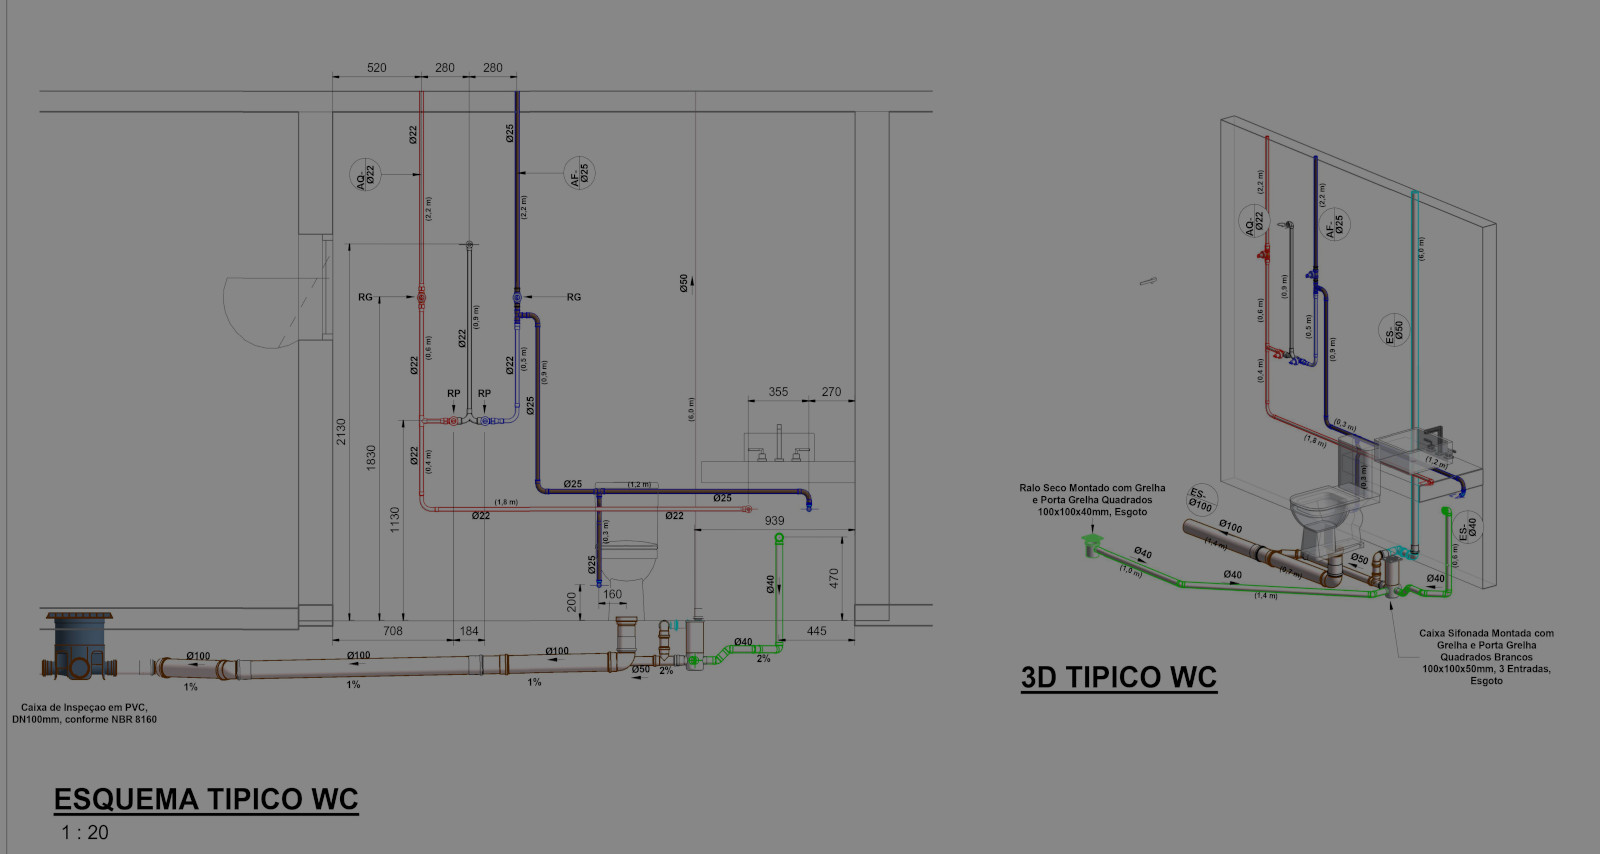 520
280
280
Ø22
Ø25
AQ-
Ø22
AF-
Ø25
(2,2 m)
(2,2 m)
RG
RG
Ø50
Ø22
(0,6 m)
Ø22
(0,9 m)
Ø22
(0,5 m)
(0,9 m)
RP
RP
Ø25
355
270
(6,0 m)
2130
1830
1130
Ø22
(0,4 m)
(1,8 m)
Ø22
Ø25
(1,2 m)
Ø25
Ø22
939
(0,3 m)
Ø25
200
160
Ø40
470
708
184
445
Ø100
1%
Ø100
1%
Ø100
1%
Ø50
2%
Ø40
2%
Caixa de Inspeçao em PVC,
DN100mm, conforme NBR 8160
ESQUEMA TIPICO WC
1 : 20
(2,2 m)
(2,2 m)
AQ-
Ø22
AF-
Ø25
(6,0 m)
(0,9 m)
(0,6 m)
(0,5 m)
(0,9 m)
ES-
Ø50
(0,4 m)
(0,3 m)
(1,8 m)
(1,2 m)
(0,3 m)
Ralo Seco Montado com Grelha
e Porta Grelha Quadrados
100x100x40mm, Esgoto
ES-
Ø100
Ø100
(1,4 m)
(0,7 m)
Ø50
ES-
Ø40
(0,6 m)
Ø40
(1,0 m)
Ø40
(1,4 m)
Ø40
Caixa Sifonada Montada com
Grelha e Porta Grelha
Quadrados Brancos
100x100x50mm, 3 Entradas,
Esgoto
3D TIPICO WC